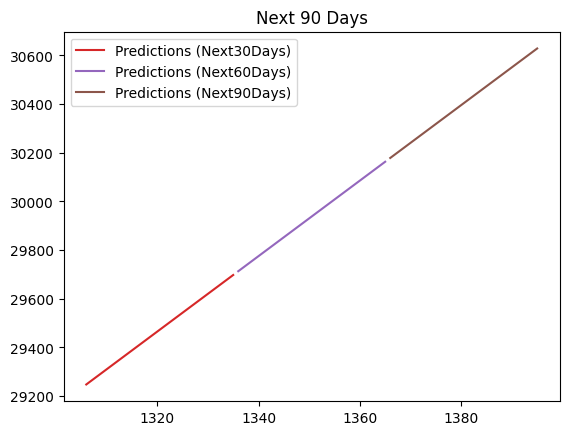 Next 90 Days
Predictions (Next30Days)
Predictions (Next60Days)
Predictions (Next90Days)
30600
30400
30200
30000
29800
29600
29400
29200
1320 1340 1360 1380